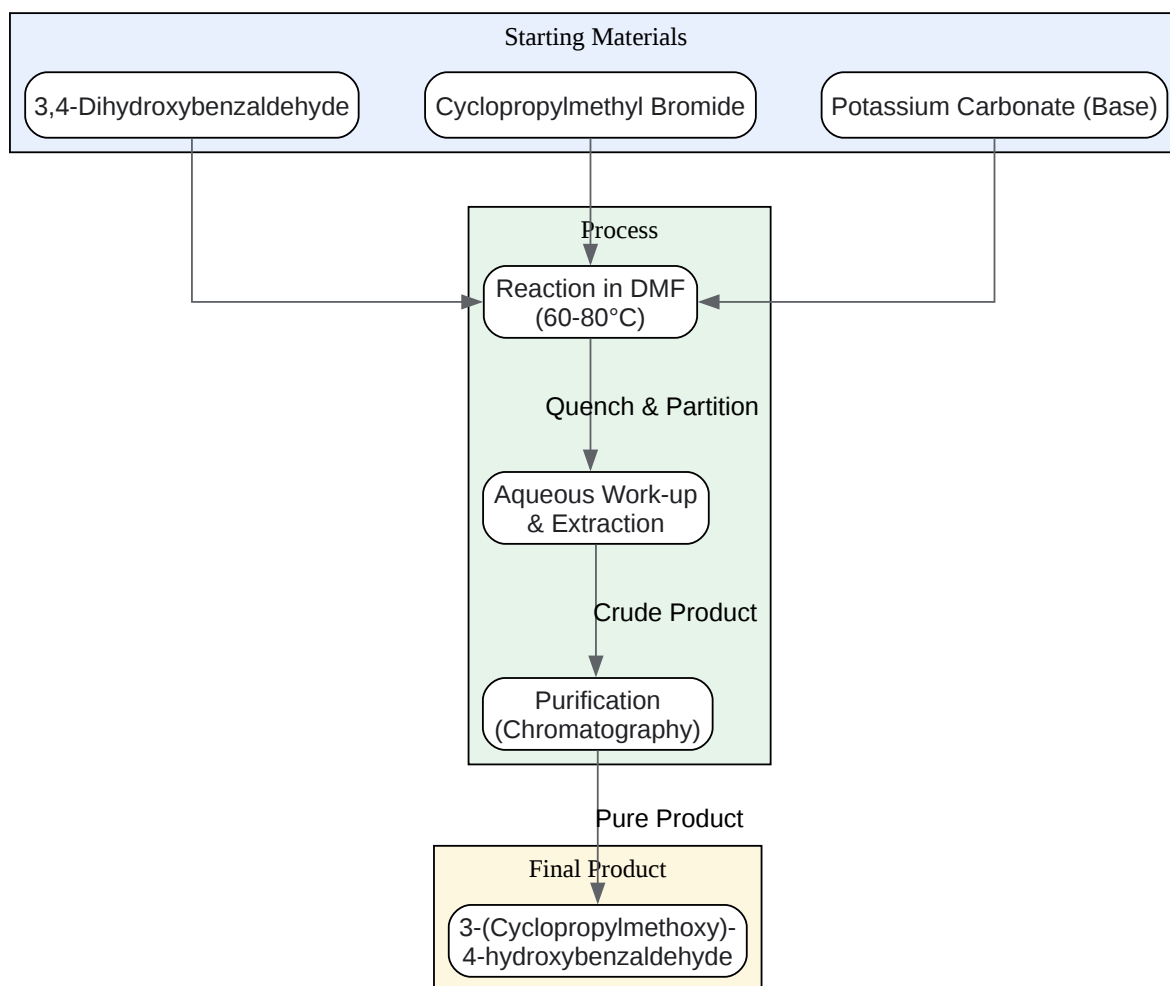 Starting Materials
3,4-Dihydroxybenzaldehyde
Cyclopropylmethyl Bromide
Potassium Carbonate (Base)
Process
Reaction in DMF
(60-80°C)
Quench & Partition
Aqueous Work-up
& Extraction
Crude Product
Purification
(Chromatography)
Pure Product
Final Product
3-(Cyclopropylmethoxy)-
4-hydroxybenzaldehyde